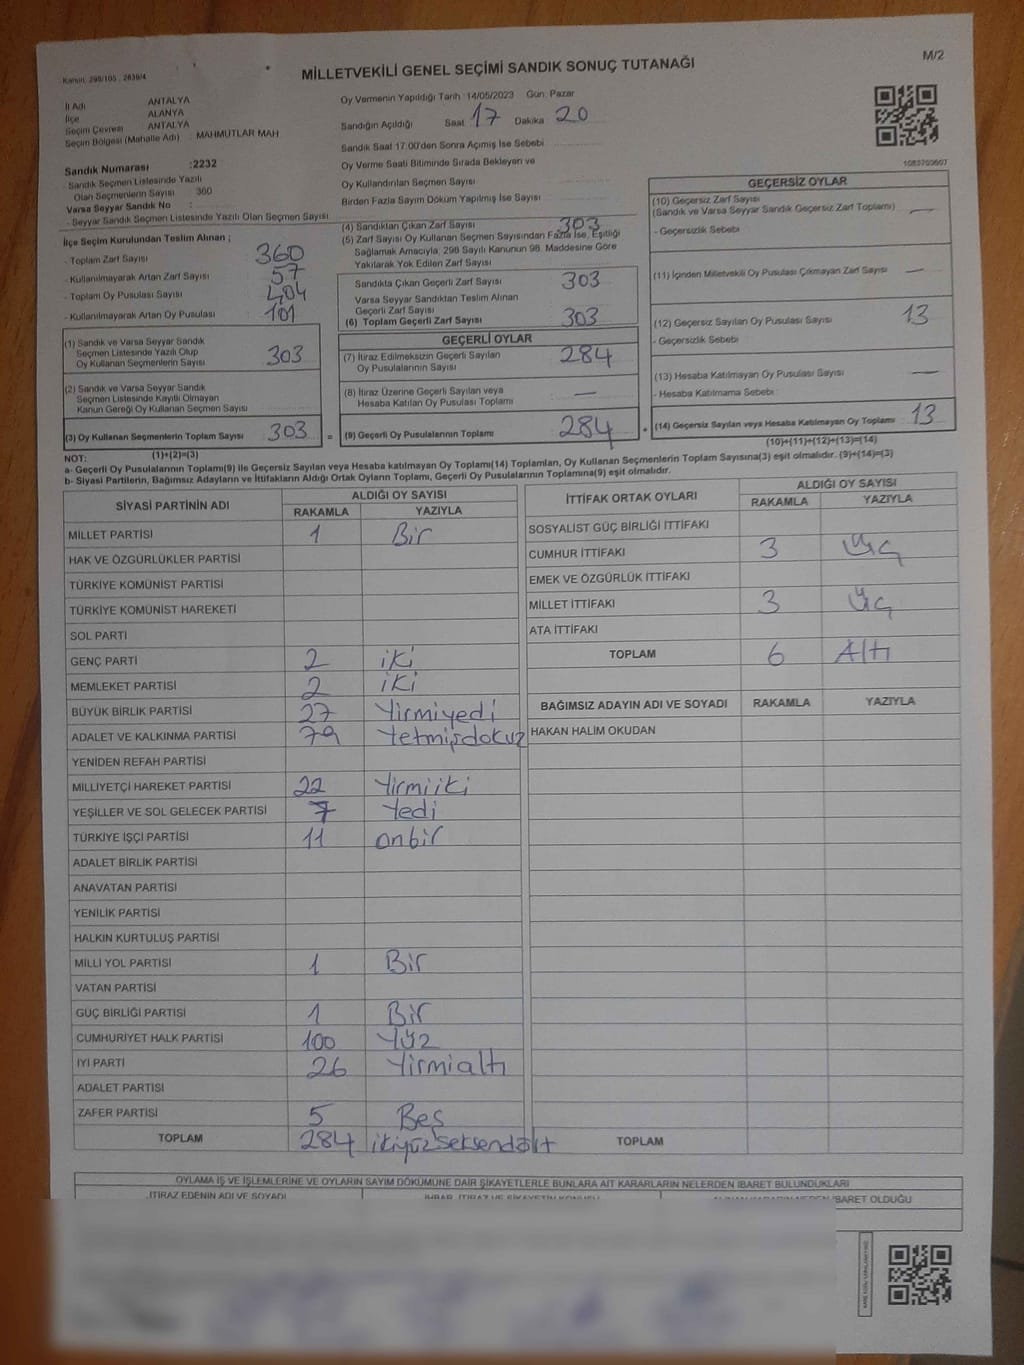 Kanun: 298/105 , 2839/4
MİLLETVEKİLİ GENEL SEÇİMİ SANDIK SONUÇ TUTANAĞI
M/2
İl Adı ANTALYA
İlçe ALANYA
Seçim Çevresi ANTALYA
Seçim Bölgesi (Mahalle Adı) : MAHMUTLAR MAH
Sandık Numarası :2232
Sandık Seçmen Listesinde Yazılı
Olan Seçmenlerin Sayısı 360
Varsa Seyyar Sandık No :
- Seyyar Sandık Seçmen Listesinde Yazılı Olan Seçmen Sayısı
Oy Vermenin Yapıldığı Tarih :14/05/2023 Gün: Pazar
Sandığın Açıldığı Saat 17 Dakika 20
Sandık Saat 17.00'den Sonra Açımış İse Sebebi
Oy Verme Saati Bitiminde Sırada Bekleyen ve
Oy Kullandırılan Seçmen Sayısı
Birden Fazla Sayım Döküm Yapılmış İse Sayısı
1083750607
İlçe Seçim Kurulundan Teslim Alınan ;
- Toplam Zarf Sayısı 360
- Kullanılmayarak Artan Zarf Sayısı 57
- Toplam Oy Pusulası Sayısı 404
- Kullanılmayarak Artan Oy Pusulası 101
(4) Sandıktan Çıkan Zarf Sayısı 303
(5) Zarf Sayısı Oy Kullanan Seçmen Sayısından Fazla İse, Eşitliği
Sağlamak Amacıyla; 298 Sayılı Kanunun 98. Maddesine Göre
Yakılarak Yok Edilen Zarf Sayısı
Sandıkta Çıkan Geçerli Zarf Sayısı 303
Varsa Seyyar Sandıktan Teslim Alınan
Geçerli Zarf Sayısı
(6) Toplam Geçerli Zarf Sayısı 303
GEÇERSİZ OYLAR
(10) Geçersiz Zarf Sayısı
(Sandık ve Varsa Seyyar Sandık Geçersiz Zarf Toplamı) —
- Geçersizlik Sebebi
(11) İçinden Milletvekili Oy Pusulası Çıkmayan Zarf Sayısı —
(12) Geçersiz Sayılan Oy Pusulası Sayısı 13
- Geçersizlik Sebebi
(13) Hesaba Katılmayan Oy Pusulası Sayısı —
- Hesaba Katılmama Sebebi
(1) Sandık ve Varsa Seyyar Sandık
Seçmen Listesinde Yazılı Olup
Oy Kullanan Seçmenlerin Sayısı 303
(2) Sandık ve Varsa Seyyar Sandık
Seçmen Listesinde Kayıtlı Olmayan
Kanun Gereği Oy Kullanan Seçmen Sayısı
(3) Oy Kullanan Seçmenlerin Toplam Sayısı 303 =
(1)+(2)=(3)
GEÇERLİ OYLAR
(7) İtiraz Edilmeksizin Geçerli Sayılan
Oy Pusulalarının Sayısı 284
(8) İtiraz Üzerine Geçerli Sayılan veya
Hesaba Katılan Oy Pusulası Toplamı —
(9) Geçerli Oy Pusulalarının Toplamı 284 +
(14) Geçersiz Sayılan veya Hesaba Katılmayan Oy Toplamı 13
(10)+(11)+(12)+(13)=(14)
NOT:
a- Geçerli Oy Pusulalarının Toplamı(9) ile Geçersiz Sayılan veya Hesaba katılmayan Oy Toplamı(14) Toplamları, Oy Kullanan Seçmenlerin Toplam Sayısına(3) eşit olmalıdır. (9)+(14)=(3)
b- Siyasi Partilerin, Bağımsız Adayların ve İttifakların Aldığı Ortak Oyların Toplamı, Geçerli Oy Pusulalarının Toplamına(9) eşit olmalıdır.
SİYASİ PARTİNİN ADI ALDIĞI OY SAYISI
RAKAMLA YAZIYLA
MİLLET PARTİSİ 1 Bir
HAK VE ÖZGÜRLÜKLER PARTİSİ
TÜRKİYE KOMÜNİST PARTİSİ
TÜRKİYE KOMÜNİST HAREKETİ
SOL PARTİ
GENÇ PARTİ 2 iki
MEMLEKET PARTİSİ 2 iki
BÜYÜK BİRLİK PARTİSİ 27 Yirmiyedi
ADALET VE KALKINMA PARTİSİ 79 Yetmişdokuz
YENİDEN REFAH PARTİSİ
MİLLİYETÇİ HAREKET PARTİSİ 22 Yirmiiki
YEŞİLLER VE SOL GELECEK PARTİSİ 7 Yedi
TÜRKİYE İŞÇİ PARTİSİ 11 onbir
ADALET BİRLİK PARTİSİ
ANAVATAN PARTİSİ
YENİLİK PARTİSİ
HALKIN KURTULUŞ PARTİSİ
MİLLİ YOL PARTİSİ 1 Bir
VATAN PARTİSİ
GÜÇ BİRLİĞİ PARTİSİ 1 Bir
CUMHURİYET HALK PARTİSİ 100 Yüz
İYİ PARTİ 26 Yirmialtı
ADALET PARTİSİ
ZAFER PARTİSİ 5 Beş
TOPLAM 284 ikiyüzseksendört
İTTİFAK ORTAK OYLARI ALDIĞI OY SAYISI
RAKAMLA YAZIYLA
SOSYALİST GÜÇ BİRLİĞİ İTTİFAKI
CUMHUR İTTİFAKI 3 Üç
EMEK VE ÖZGÜRLÜK İTTİFAKI
MİLLET İTTİFAKI 3 Üç
ATA İTTİFAKI
TOPLAM 6 Altı
BAĞIMSIZ ADAYIN ADI VE SOYADI RAKAMLA YAZIYLA
HAKAN HALİM OKUDAN
TOPLAM
OYLAMA İŞ VE İŞLEMLERİNE VE OYLARIN SAYIM DÖKÜMÜNE DAİR ŞİKAYETLERLE BUNLARA AİT KARARLARIN NELERDEN İBARET BULUNDUKLARI
İTİRAZ EDENİN ADI VE SOYADI
İHBAR, İTİRAZ VE ŞİKAYETİN KONUSU
ALINAN KARARIN NEDEN İBARET OLDUĞU